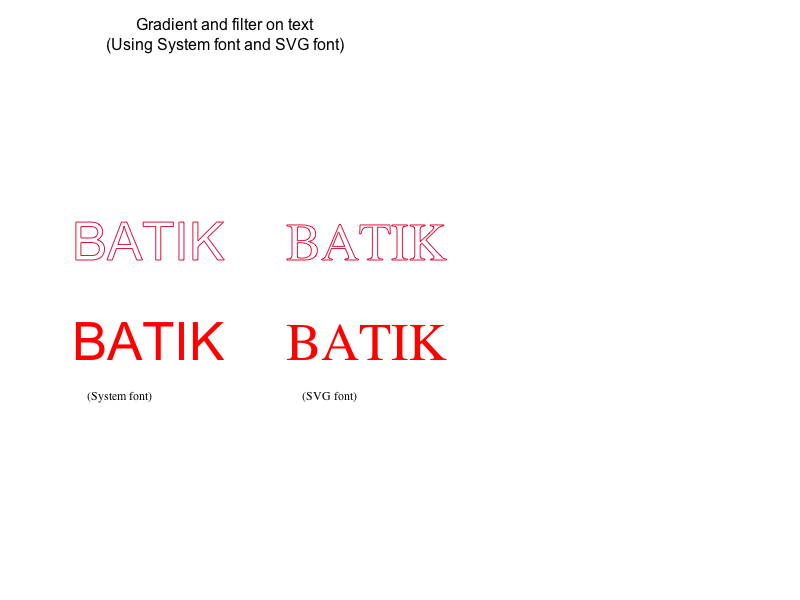 Gradient and filter on text
(Using System font and SVG font)
BATIK BATIK
BATIK BATIK
(System font) (SVG font)